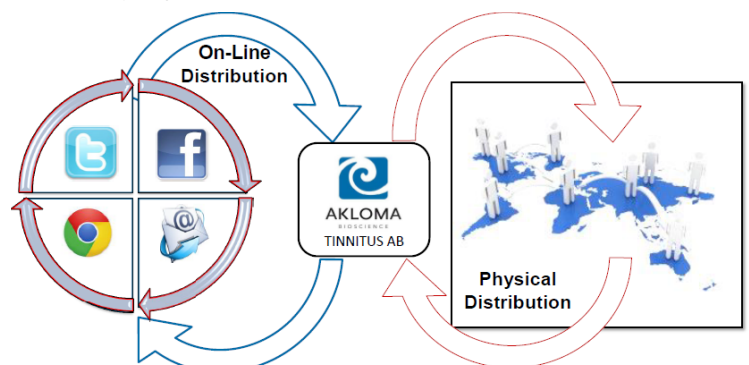 On-Line
Distribution
AKLOMA
BIOSCIENCE
TINNITUS AB
Physical
Distribution